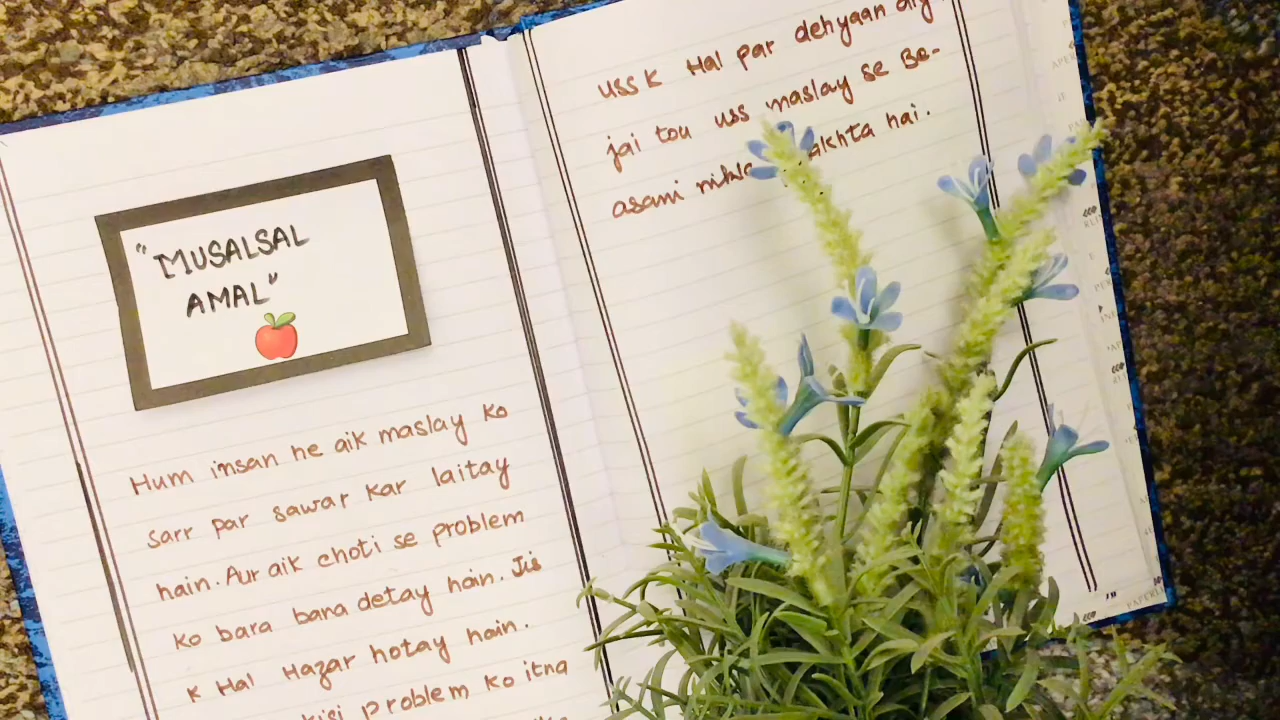 "MUSALSAL
AMAL"
Hum insan he aik maslay ko
sarr par sawar kar laitay
hain. Aur aik choti se problem
ko bara bana detay hain. Jis
k Hal Hazar hotay hain.
kisi problem ko itna
uss k Hal par dehyaan
jai tou uss maslay se Be-
asani hai.